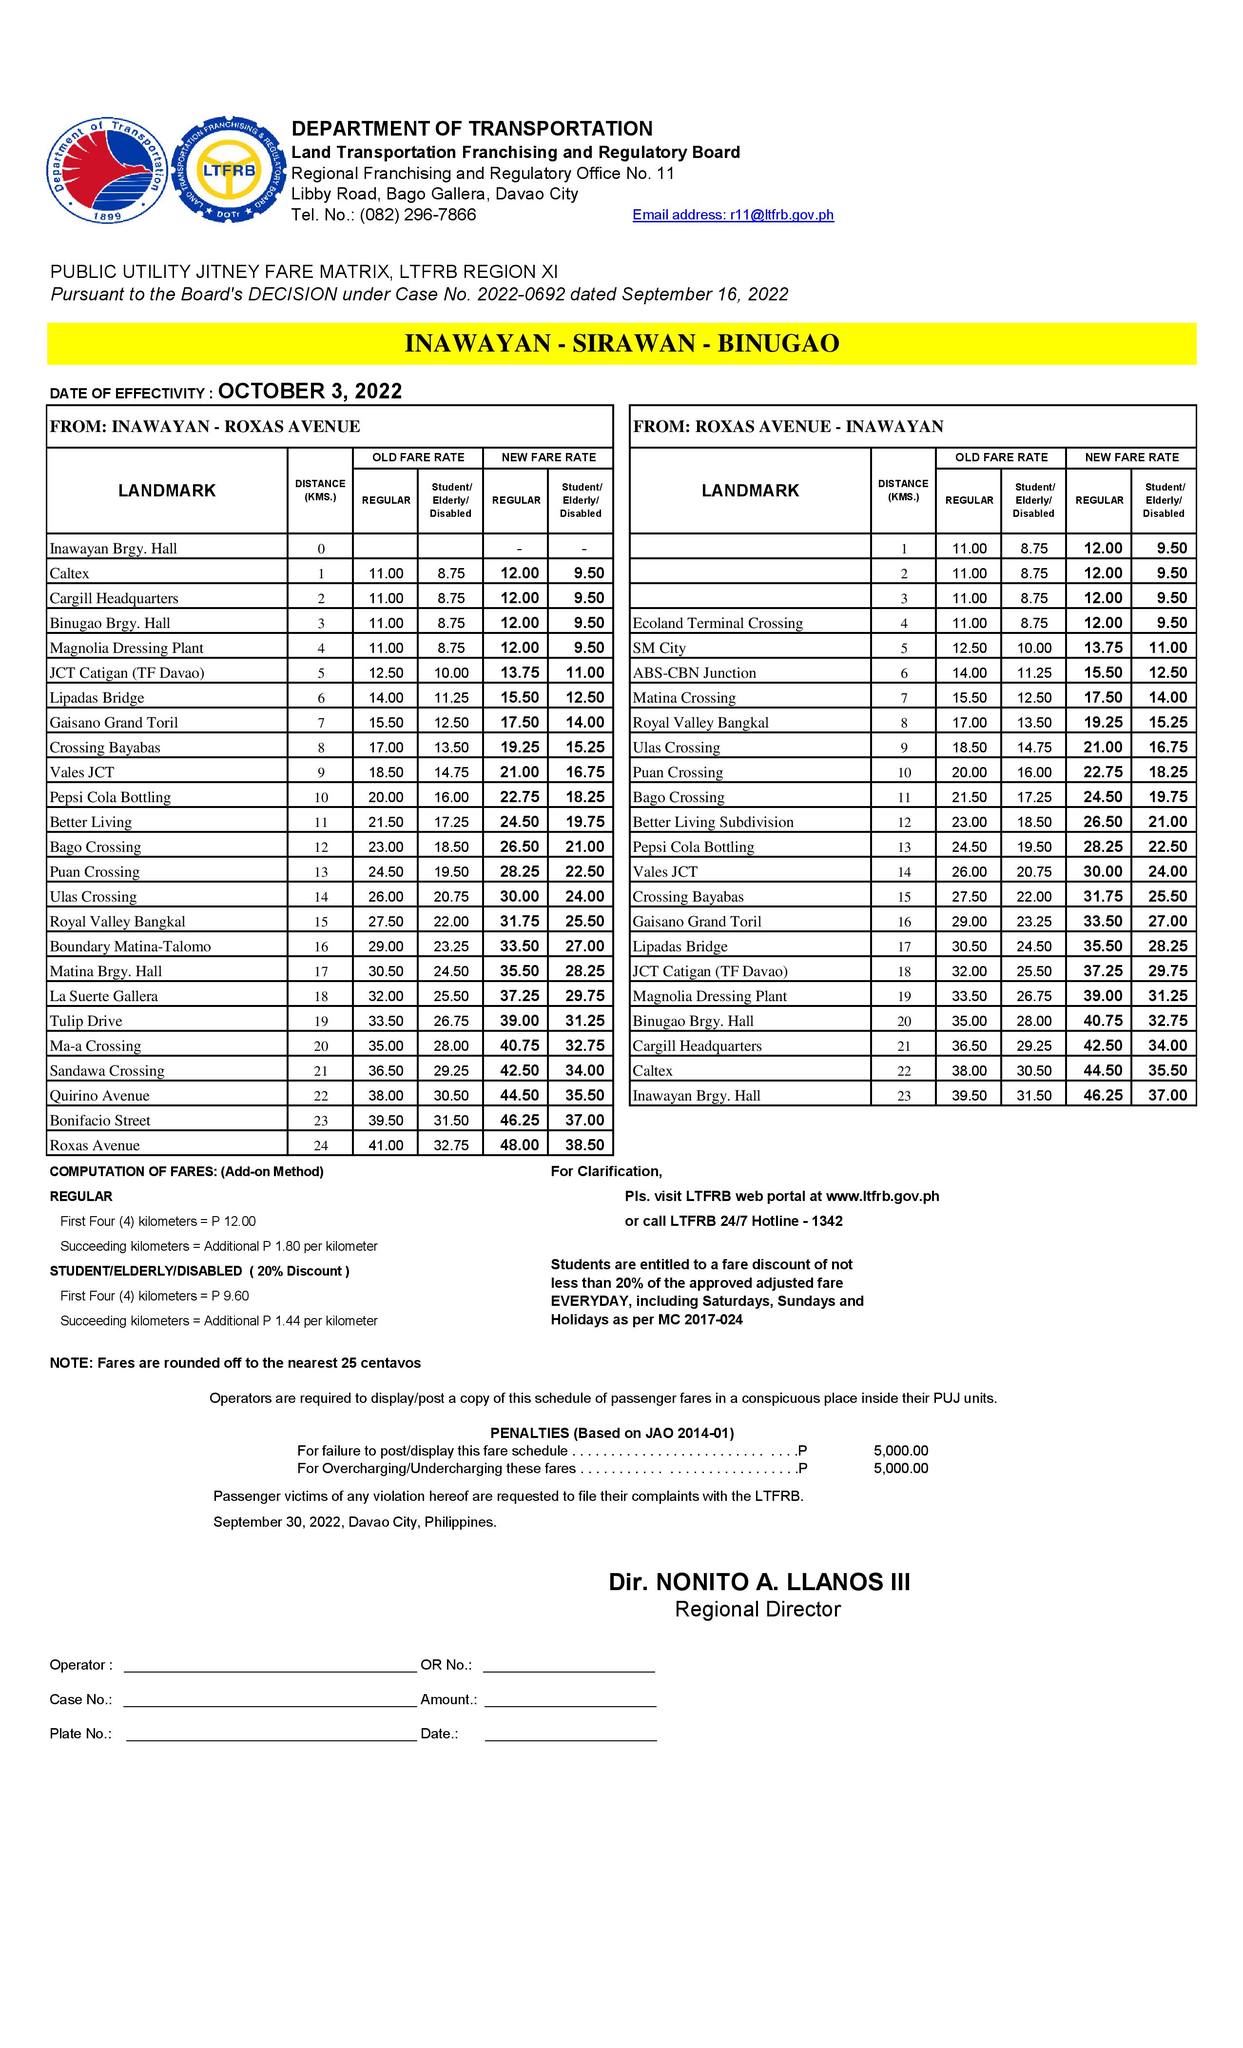 Department of Transportation
1899
LAND TRANSPORTATION FRANCHISING & REGULATORY BOARD
LTFRB
DOTr
DEPARTMENT OF TRANSPORTATION
Land Transportation Franchising and Regulatory Board
Regional Franchising and Regulatory Office No. 11
Libby Road, Bago Gallera, Davao City
Tel. No.: (082) 296-7866 Email address: r11@ltfrb.gov.ph
PUBLIC UTILITY JITNEY FARE MATRIX, LTFRB REGION XI
Pursuant to the Board's DECISION under Case No. 2022-0692 dated September 16, 2022
INAWAYAN - SIRAWAN - BINUGAO
DATE OF EFFECTIVITY : OCTOBER 3, 2022
FROM: INAWAYAN - ROXAS AVENUE
LANDMARK DISTANCE (KMS.) OLD FARE RATE NEW FARE RATE
REGULAR Student/ Elderly/ Disabled REGULAR Student/ Elderly/ Disabled
Inawayan Brgy. Hall 0 - -
Caltex 1 11.00 8.75 12.00 9.50
Cargill Headquarters 2 11.00 8.75 12.00 9.50
Binugao Brgy. Hall 3 11.00 8.75 12.00 9.50
Magnolia Dressing Plant 4 11.00 8.75 12.00 9.50
JCT Catigan (TF Davao) 5 12.50 10.00 13.75 11.00
Lipadas Bridge 6 14.00 11.25 15.50 12.50
Gaisano Grand Toril 7 15.50 12.50 17.50 14.00
Crossing Bayabas 8 17.00 13.50 19.25 15.25
Vales JCT 9 18.50 14.75 21.00 16.75
Pepsi Cola Bottling 10 20.00 16.00 22.75 18.25
Better Living 11 21.50 17.25 24.50 19.75
Bago Crossing 12 23.00 18.50 26.50 21.00
Puan Crossing 13 24.50 19.50 28.25 22.50
Ulas Crossing 14 26.00 20.75 30.00 24.00
Royal Valley Bangkal 15 27.50 22.00 31.75 25.50
Boundary Matina-Talomo 16 29.00 23.25 33.50 27.00
Matina Brgy. Hall 17 30.50 24.50 35.50 28.25
La Suerte Gallera 18 32.00 25.50 37.25 29.75
Tulip Drive 19 33.50 26.75 39.00 31.25
Ma-a Crossing 20 35.00 28.00 40.75 32.75
Sandawa Crossing 21 36.50 29.25 42.50 34.00
Quirino Avenue 22 38.00 30.50 44.50 35.50
Bonifacio Street 23 39.50 31.50 46.25 37.00
Roxas Avenue 24 41.00 32.75 48.00 38.50
FROM: ROXAS AVENUE - INAWAYAN
LANDMARK DISTANCE (KMS.) OLD FARE RATE NEW FARE RATE
REGULAR Student/ Elderly/ Disabled REGULAR Student/ Elderly/ Disabled
1 11.00 8.75 12.00 9.50
2 11.00 8.75 12.00 9.50
3 11.00 8.75 12.00 9.50
Ecoland Terminal Crossing 4 11.00 8.75 12.00 9.50
SM City 5 12.50 10.00 13.75 11.00
ABS-CBN Junction 6 14.00 11.25 15.50 12.50
Matina Crossing 7 15.50 12.50 17.50 14.00
Royal Valley Bangkal 8 17.00 13.50 19.25 15.25
Ulas Crossing 9 18.50 14.75 21.00 16.75
Puan Crossing 10 20.00 16.00 22.75 18.25
Bago Crossing 11 21.50 17.25 24.50 19.75
Better Living Subdivision 12 23.00 18.50 26.50 21.00
Pepsi Cola Bottling 13 24.50 19.50 28.25 22.50
Vales JCT 14 26.00 20.75 30.00 24.00
Crossing Bayabas 15 27.50 22.00 31.75 25.50
Gaisano Grand Toril 16 29.00 23.25 33.50 27.00
Lipadas Bridge 17 30.50 24.50 35.50 28.25
JCT Catigan (TF Davao) 18 32.00 25.50 37.25 29.75
Magnolia Dressing Plant 19 33.50 26.75 39.00 31.25
Binugao Brgy. Hall 20 35.00 28.00 40.75 32.75
Cargill Headquarters 21 36.50 29.25 42.50 34.00
Caltex 22 38.00 30.50 44.50 35.50
Inawayan Brgy. Hall 23 39.50 31.50 46.25 37.00
COMPUTATION OF FARES: (Add-on Method)
REGULAR
First Four (4) kilometers = P 12.00
Succeeding kilometers = Additional P 1.80 per kilometer
STUDENT/ELDERLY/DISABLED ( 20% Discount )
First Four (4) kilometers = P 9.60
Succeeding kilometers = Additional P 1.44 per kilometer
For Clarification,
Pls. visit LTFRB web portal at www.ltfrb.gov.ph
or call LTFRB 24/7 Hotline - 1342
Students are entitled to a fare discount of not
less than 20% of the approved adjusted fare
EVERYDAY, including Saturdays, Sundays and
Holidays as per MC 2017-024
NOTE: Fares are rounded off to the nearest 25 centavos
Operators are required to display/post a copy of this schedule of passenger fares in a conspicuous place inside their PUJ units.
PENALTIES (Based on JAO 2014-01)
For failure to post/display this fare schedule . . . . . . . . . . . . . . . . . . . . . . . . . . . .P 5,000.00
For Overcharging/Undercharging these fares . . . . . . . . . . . . . . . . . . . . . . . . . . .P 5,000.00
Passenger victims of any violation hereof are requested to file their complaints with the LTFRB.
September 30, 2022, Davao City, Philippines.
Dir. NONITO A. LLANOS III
Regional Director
Operator : OR No.:
Case No.: Amount.:
Plate No.: Date.: